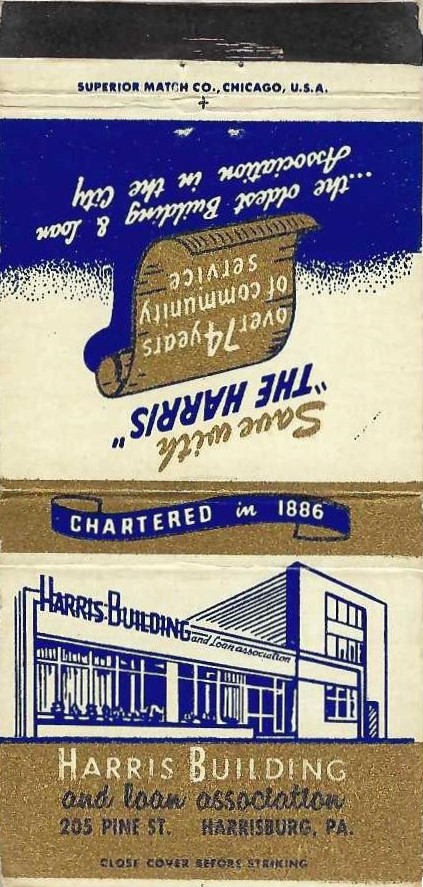 SUPERIOR MATCH CO., CHICAGO, U.S.A.
Save with
"THE HARRIS"
over 74 years
of community
service
...the oldest Building & Loan
Association in the City
CHARTERED in 1886
HARRIS BUILDING
and Loan association
HARRIS BUILDING
and loan association
205 PINE ST. HARRISBURG, PA.
CLOSE COVER BEFORE STRIKING